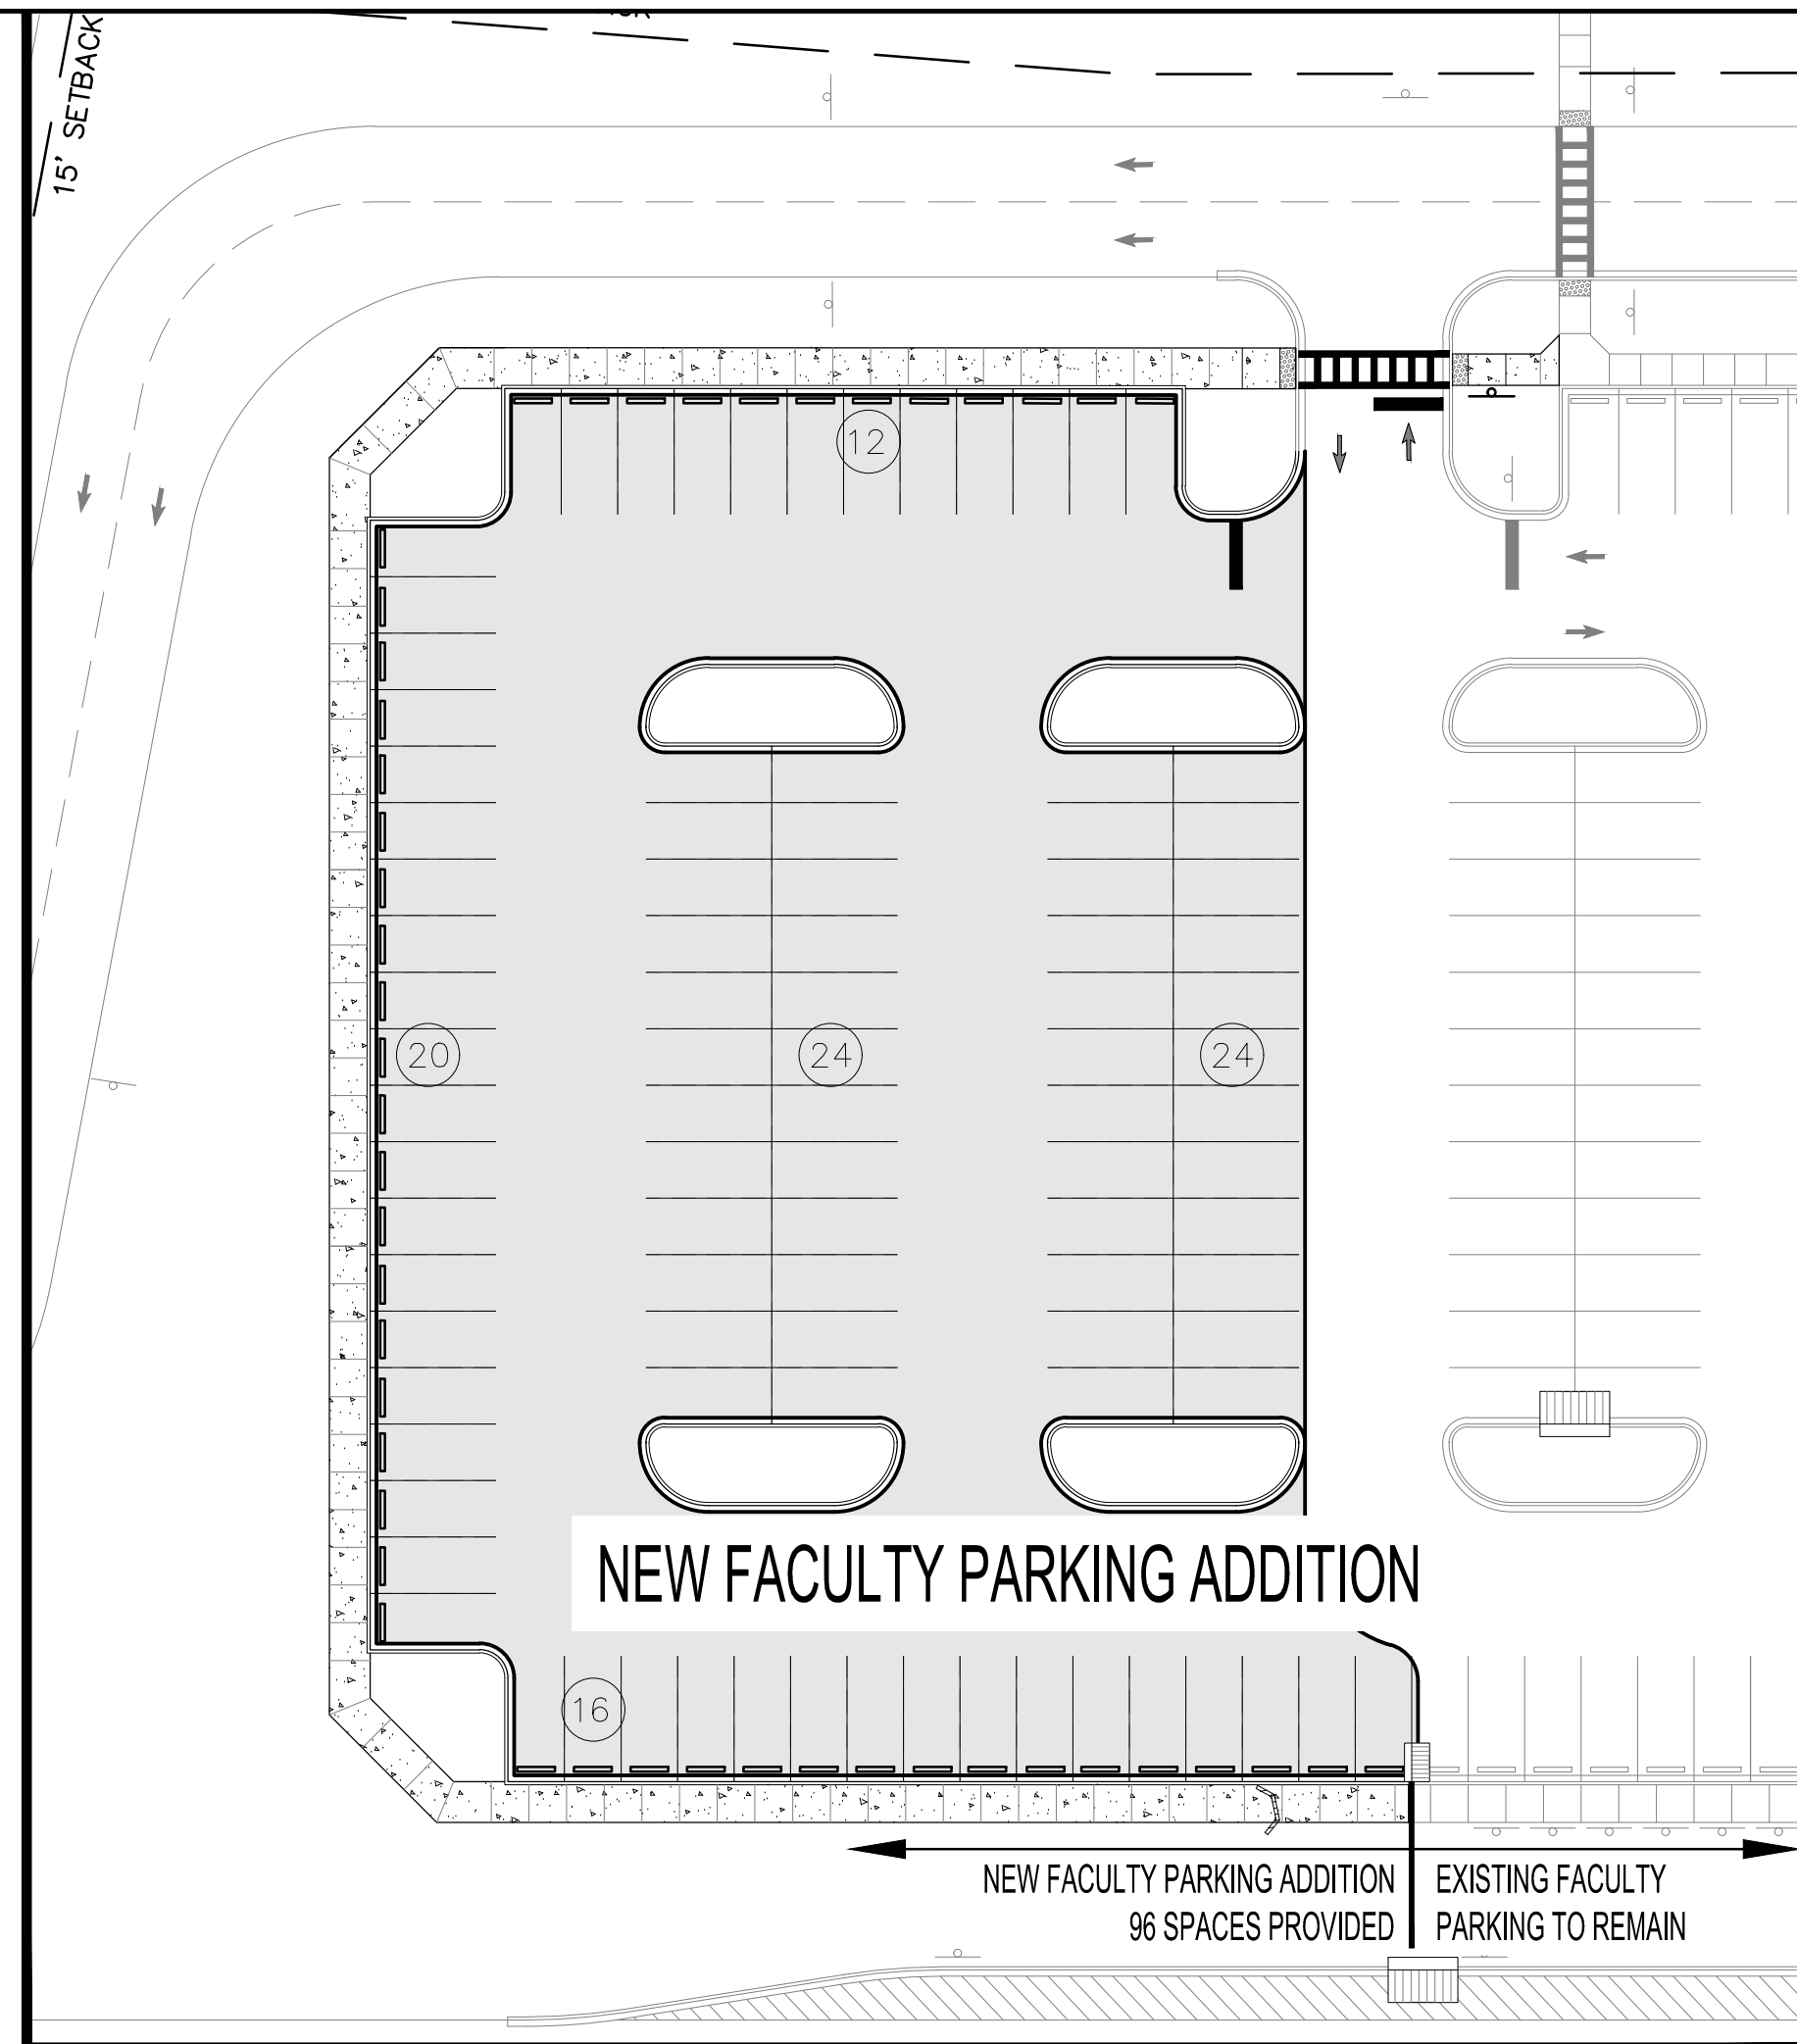 15' SETBACK
12
20
24
24
NEW FACULTY PARKING ADDITION
16
NEW FACULTY PARKING ADDITION
96 SPACES PROVIDED
EXISTING FACULTY
PARKING TO REMAIN